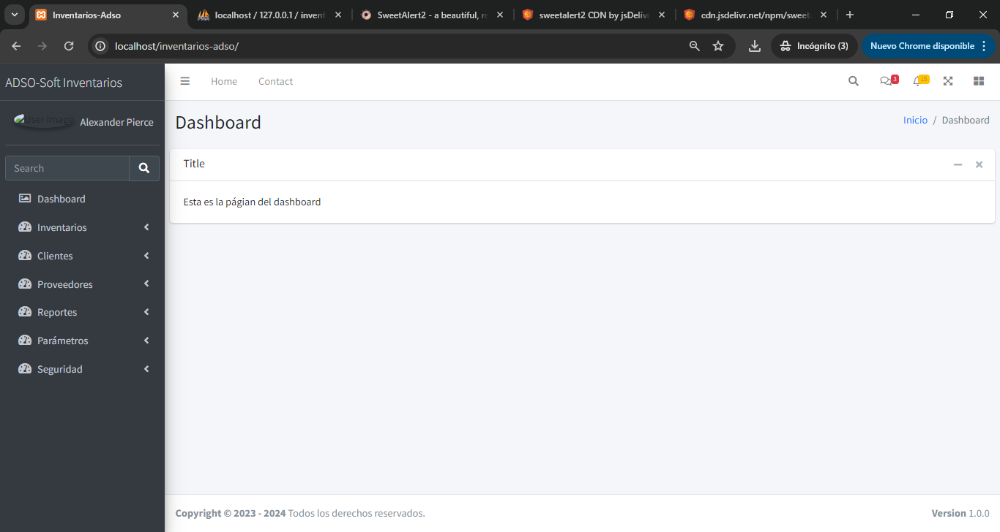 Inventarios-Adso
localhost / 127.0.0.1 / invent
SweetAlert2 - a beautiful, re
sweetalert2 CDN by jsDelivr
cdn.jsdelivr.net/npm/sweet
localhost/inventarios-adso/
Incógnito (3)
Nuevo Chrome disponible
ADSO-Soft Inventarios
Home
Contact
3
15
User Image
Alexander Pierce
Dashboard
Inicio / Dashboard
Search
Title
Esta es la págian del dashboard
Dashboard
Inventarios
Clientes
Proveedores
Reportes
Parámetros
Seguridad
Copyright © 2023 - 2024 Todos los derechos reservados.
Version 1.0.0